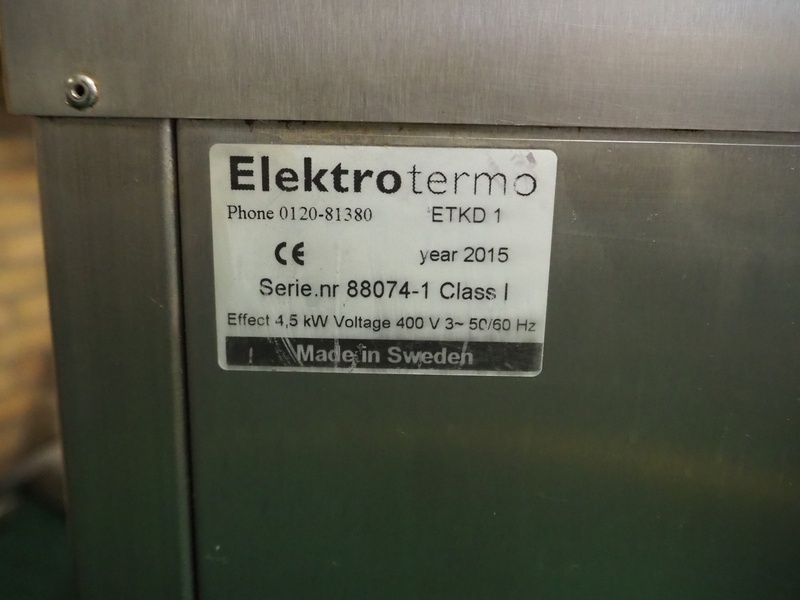 Elektrotermo
Phone 0120-81380 ETKD 1
CE year 2015
Serie.nr 88074-1 Class I
Effect 4,5 kW Voltage 400 V 3~ 50/60 Hz
Made in Sweden